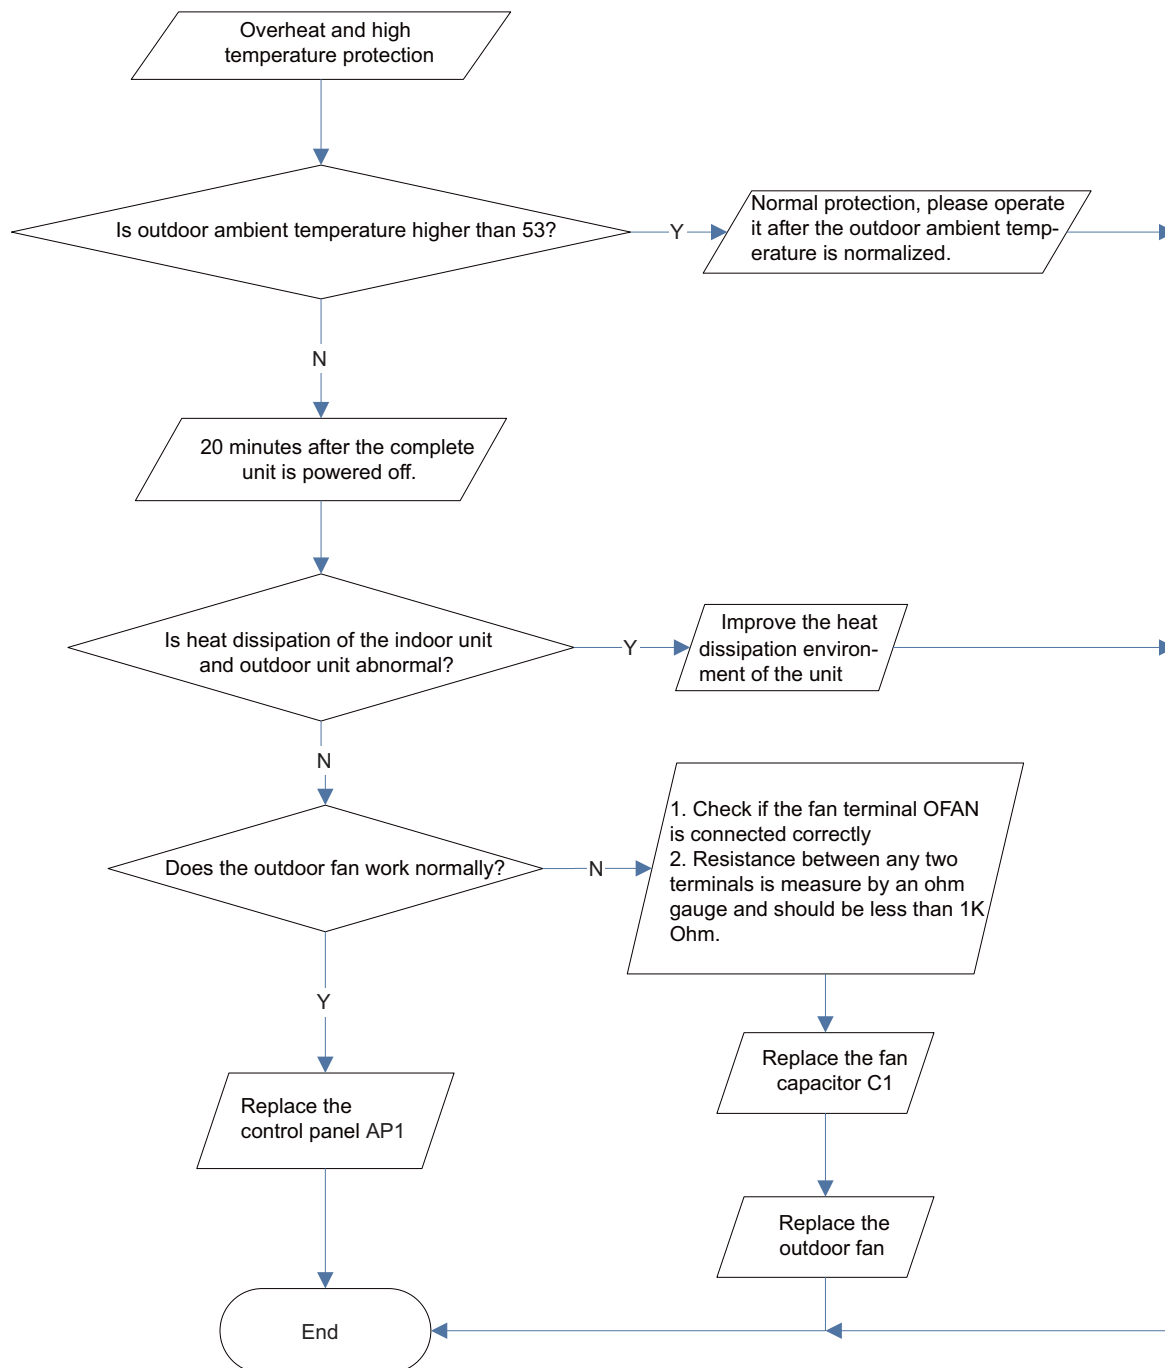 Overheat and high
temperature protection
Is outdoor ambient temperature higher than 53?
Y
Normal protection, please operate
it after the outdoor ambient temp-
erature is normalized.
N
20 minutes after the complete
unit is powered off.
Is heat dissipation of the indoor unit
and outdoor unit abnormal?
Y
Improve the heat
dissipation environ-
ment of the unit
N
Does the outdoor fan work normally?
N
1. Check if the fan terminal OFAN
is connected correctly
2. Resistance between any two
terminals is measure by an ohm
gauge and should be less than 1K
Ohm.
Y
Replace the fan
capacitor C1
Replace the
control panel AP1
Replace the
outdoor fan
End